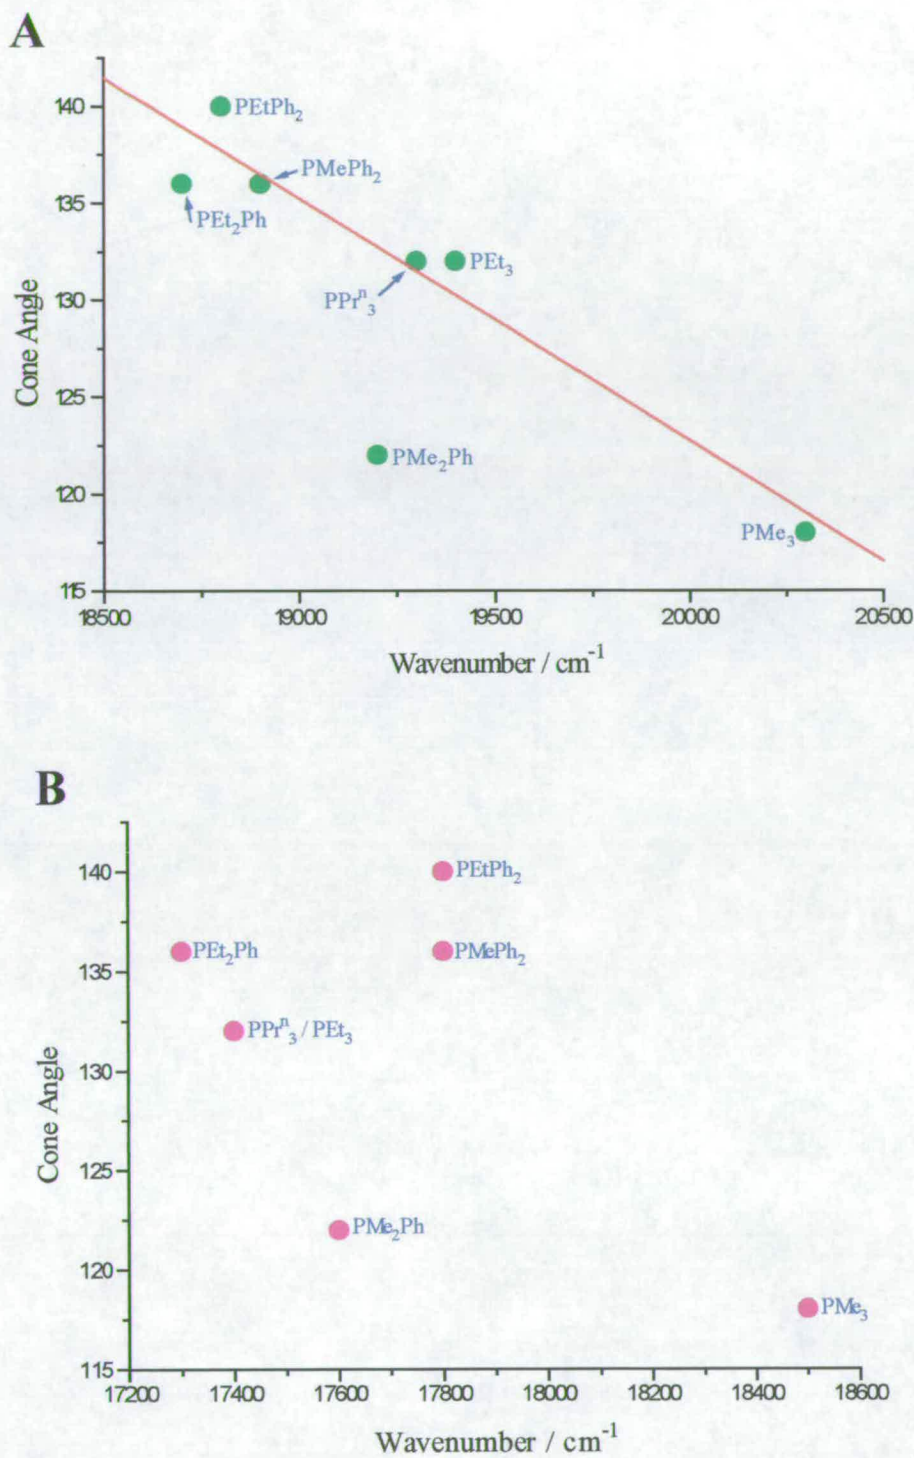 A
140
135
130
125
120
115
Cone Angle
PEtPh₂
PMePh₂
PEt₂Ph
PEt₃
PPrⁿ₃
PMe₂Ph
PMe₃
18500 19000 19500 20000 20500
Wavenumber / cm⁻¹
B
140
135
130
125
120
115
Cone Angle
PEtPh₂
PEt₂Ph
PMePh₂
PPrⁿ₃ / PEt₃
PMe₂Ph
PMe₃
17200 17400 17600 17800 18000 18200 18400 18600
Wavenumber / cm⁻¹